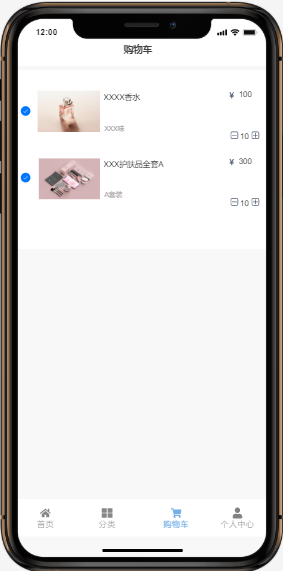 12:00
购物车
XXXX香水
¥ 100
XXX味
10
XXXX护肤品全套A
¥ 300
A套装
10
首页 分类 购物车 个人中心